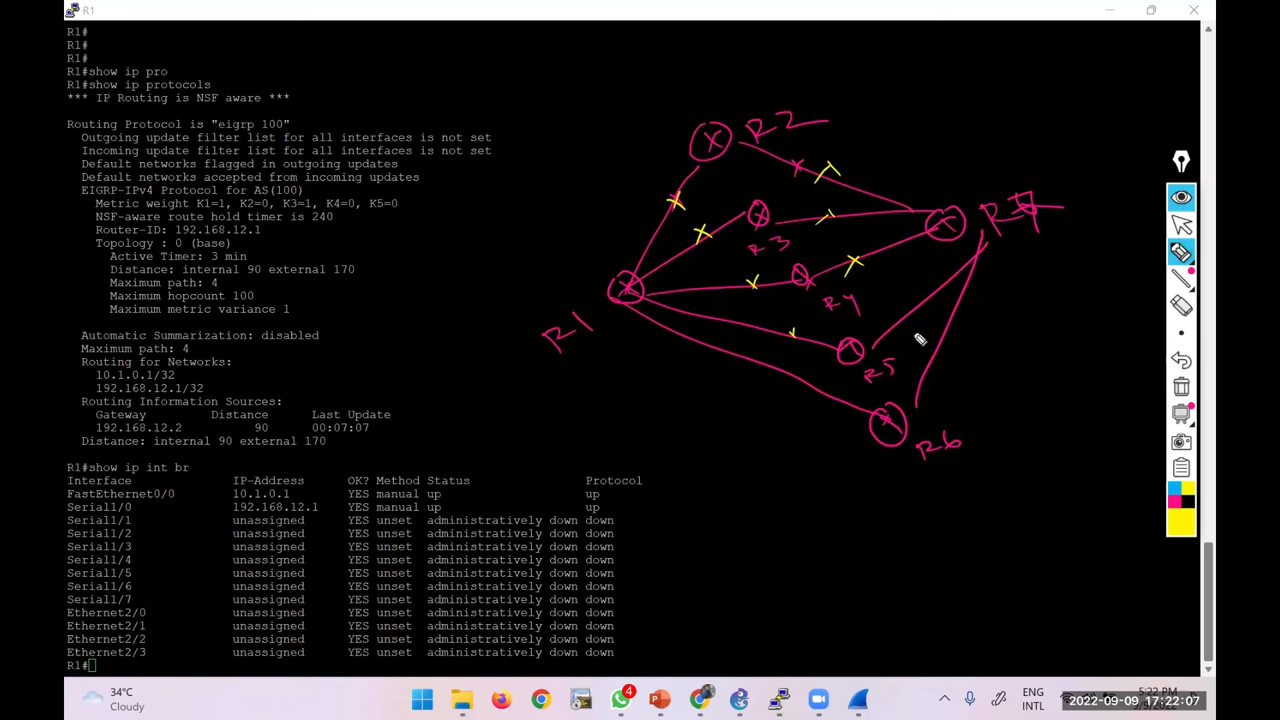 R1
R1#
R1#
R1#
R1#show ip pro
R1#show ip protocols
*** IP Routing is NSF aware ***
Routing Protocol is "eigrp 100"
Outgoing update filter list for all interfaces is not set
Incoming update filter list for all interfaces is not set
Default networks flagged in outgoing updates
Default networks accepted from incoming updates
EIGRP-IPv4 Protocol for AS(100)
Metric weight K1=1, K2=0, K3=1, K4=0, K5=0
NSF-aware route hold timer is 240
Router-ID: 192.168.12.1
Topology : 0 (base)
Active Timer: 3 min
Distance: internal 90 external 170
Maximum path: 4
Maximum hopcount 100
Maximum metric variance 1
Automatic Summarization: disabled
Maximum path: 4
Routing for Networks:
10.1.0.1/32
192.168.12.1/32
Routing Information Sources:
Gateway Distance Last Update
192.168.12.2 90 00:07:07
Distance: internal 90 external 170
R1#show ip int br
Interface IP-Address OK? Method Status Protocol
FastEthernet0/0 10.1.0.1 YES manual up up
Serial1/0 192.168.12.1 YES manual up up
Serial1/1 unassigned YES unset administratively down down
Serial1/2 unassigned YES unset administratively down down
Serial1/3 unassigned YES unset administratively down down
Serial1/4 unassigned YES unset administratively down down
Serial1/5 unassigned YES unset administratively down down
Serial1/6 unassigned YES unset administratively down down
Serial1/7 unassigned YES unset administratively down down
Ethernet2/0 unassigned YES unset administratively down down
Ethernet2/1 unassigned YES unset administratively down down
Ethernet2/2 unassigned YES unset administratively down down
Ethernet2/3 unassigned YES unset administratively down down
R1#
R2
R3
R4
R1
R5
R6
34°C
Cloudy
4
ENG
INTL
5:22 PM
2022-09-09 17:22:07